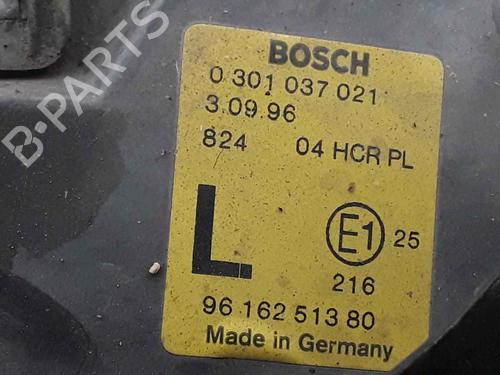 B-PARTS
BOSCH
0 301 037 021
3.09.96
824 04 HCR PL
L E1 25
216
96 162 513 80
Made in Germany